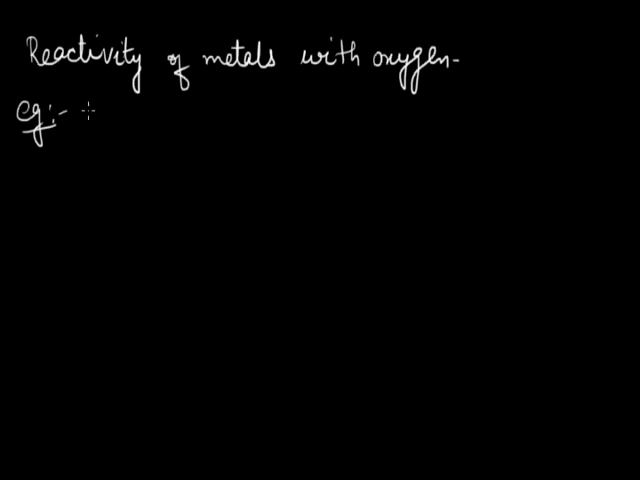 Reactivity of metals with oxygen-
eg:-